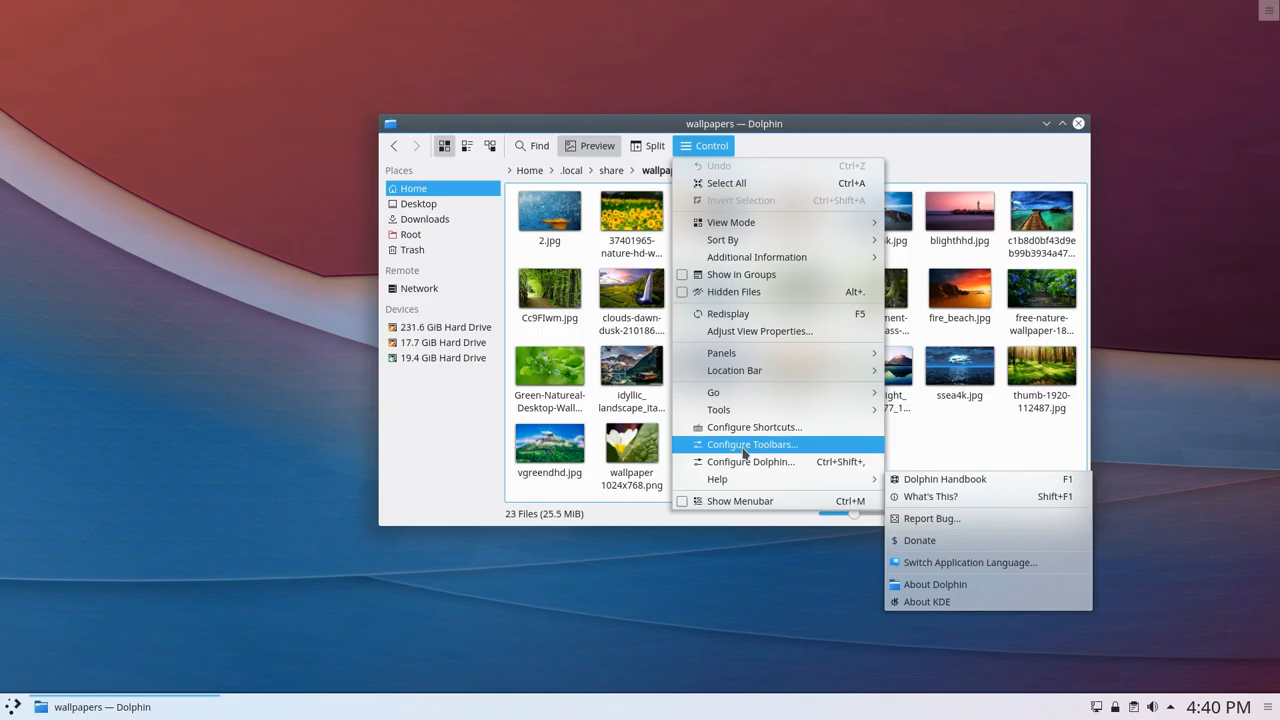 wallpapers — Dolphin
Find
Preview
Split
Control
Places
Home
Desktop
Downloads
Root
Trash
Remote
Network
Devices
231.6 GiB Hard Drive
17.7 GiB Hard Drive
19.4 GiB Hard Drive
> Home > .local > share >
2.jpg
37401965-
nature-hd-w...
blighthhd.jpg
c1b8d0bf43d9e
b99b3934a47...
Cc9FIwm.jpg
clouds-dawn-
dusk-210186....
fire_beach.jpg
free-nature-
wallpaper-18...
Green-Natureal-
Desktop-Wall...
idyllic_
landscape_ita...
ssea4k.jpg
thumb-1920-
112487.jpg
vgreendhd.jpg
wallpaper
1024x768.png
23 Files (25.5 MiB)
Undo Ctrl+Z
Select All Ctrl+A
Invert Selection Ctrl+Shift+A
View Mode
Sort By
Additional Information
Show in Groups
Hidden Files Alt+.
Redisplay F5
Adjust View Properties...
Panels
Location Bar
Go
Tools
Configure Shortcuts...
Configure Toolbars...
Configure Dolphin... Ctrl+Shift+,
Help
Show Menubar Ctrl+M
Dolphin Handbook F1
What's This? Shift+F1
Report Bug...
Donate
Switch Application Language...
About Dolphin
About KDE
wallpapers — Dolphin
4:40 PM